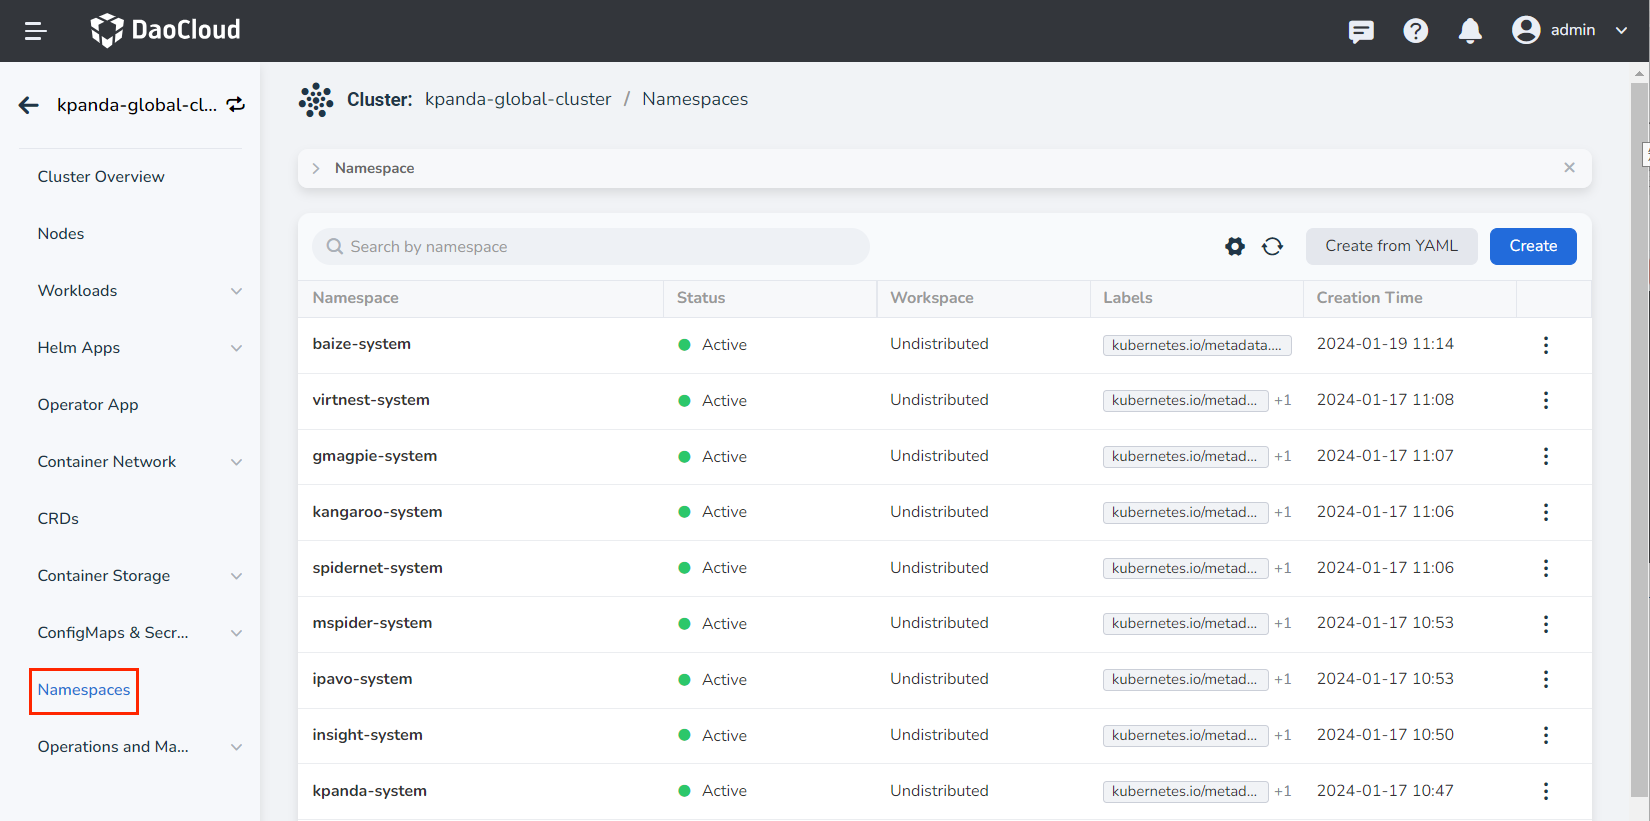 DaoCloud
admin
kpanda-global-cl...
Cluster: kpanda-global-cluster / Namespaces
Cluster Overview
Nodes
Workloads
Helm Apps
Operator App
Container Network
CRDs
Container Storage
ConfigMaps & Secr...
Namespaces
Operations and Ma...
Namespace
Search by namespace
Create from YAML
Create
Namespace Status Workspace Labels Creation Time
baize-system Active Undistributed kubernetes.io/metadata.... 2024-01-19 11:14
virtnest-system Active Undistributed kubernetes.io/metad... +1 2024-01-17 11:08
gmagpie-system Active Undistributed kubernetes.io/metad... +1 2024-01-17 11:07
kangaroo-system Active Undistributed kubernetes.io/metad... +1 2024-01-17 11:06
spidernet-system Active Undistributed kubernetes.io/metad... +1 2024-01-17 11:06
mspider-system Active Undistributed kubernetes.io/metad... +1 2024-01-17 10:53
ipavo-system Active Undistributed kubernetes.io/metad... +1 2024-01-17 10:53
insight-system Active Undistributed kubernetes.io/metad... +1 2024-01-17 10:50
kpanda-system Active Undistributed kubernetes.io/metad... +1 2024-01-17 10:47